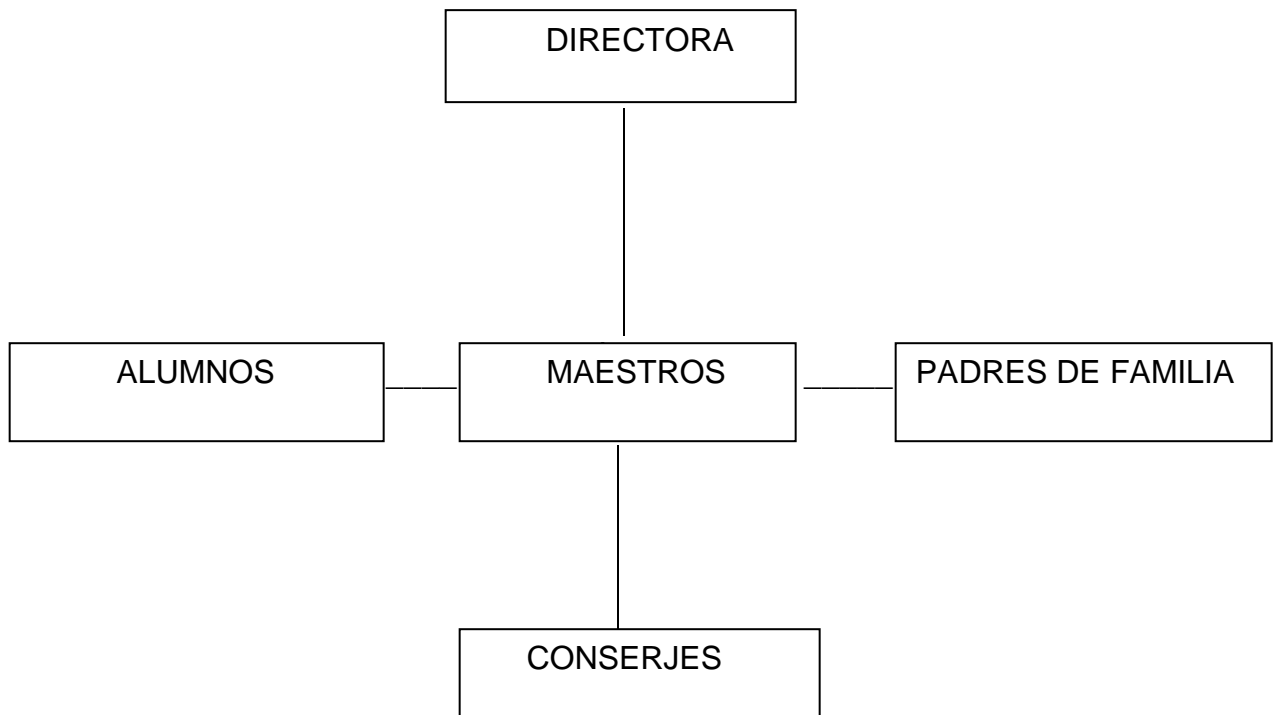 DIRECTORA
ALUMNOS
MAESTROS
PADRES DE FAMILIA
CONSERJES